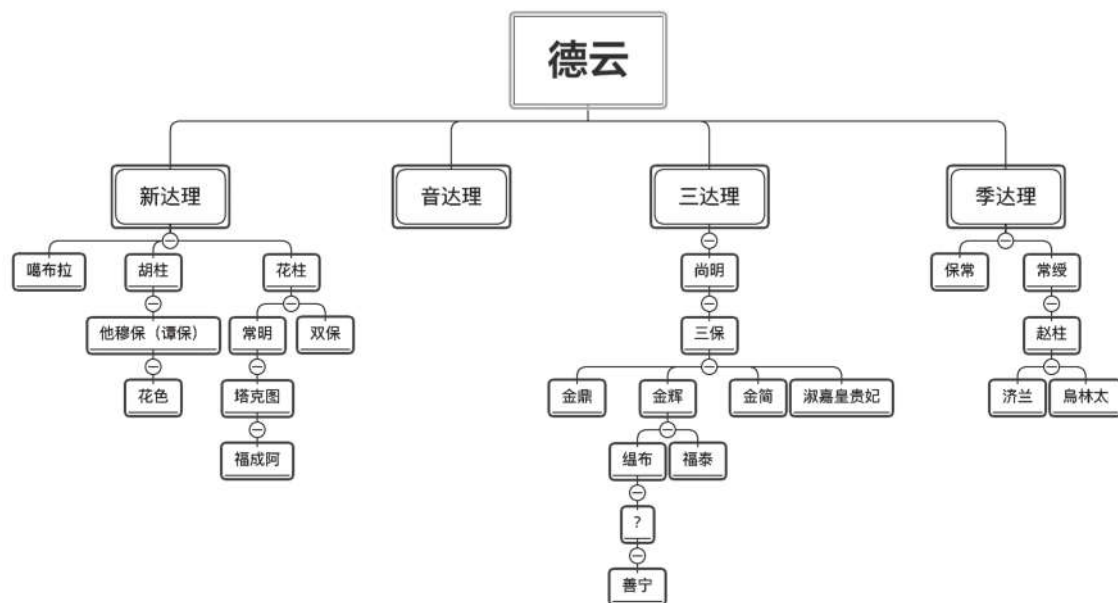 德云
新达理
音达理
三达理
季达理
噶布拉
胡柱
花柱
尚明
保常
常绶
他穆保（谭保）
常明
双保
三保
赵柱
花色
塔克图
金鼎
金辉
金简
淑嘉皇贵妃
济兰
烏林太
福成阿
缊布
福泰
?
善宁